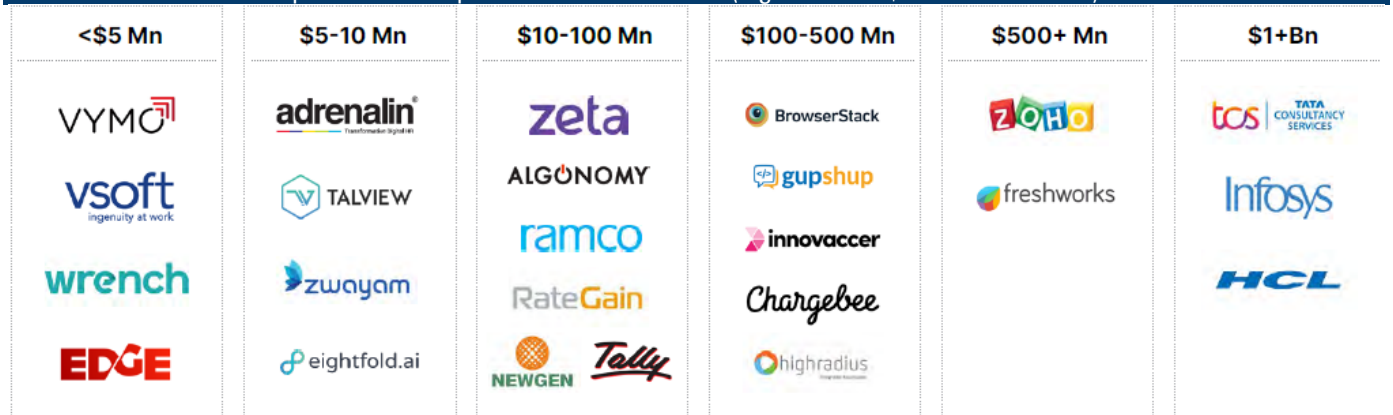 <$5 Mn
$5-10 Mn
$10-100 Mn
$100-500 Mn
$500+ Mn
$1+Bn
VYMO
vsoft
ingenuity at work
wrench
EDGE
adrenalin®
Transformative Digital HR
TALVIEW
zwayam
eightfold.ai
zeta
ALGONOMY
ramco
RateGain
NEWGEN
Tally
BrowserStack
</> gupshup
innovaccer
Chargebee
highradius
ZOHO
freshworks
tcs
TATA
CONSULTANCY
SERVICES
Infosys
HCL